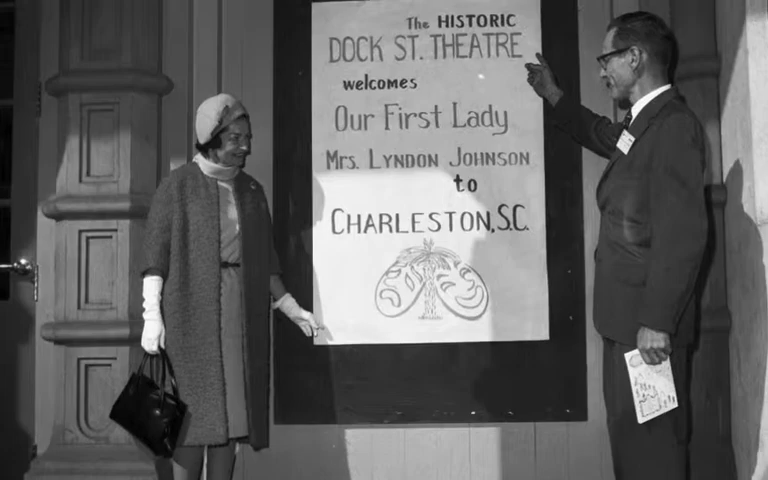 The HISTORIC
DOCK ST. THEATRE
welcomes
Our First Lady
MRS. LYNDON JOHNSON
to
CHARLESTON, S.C.